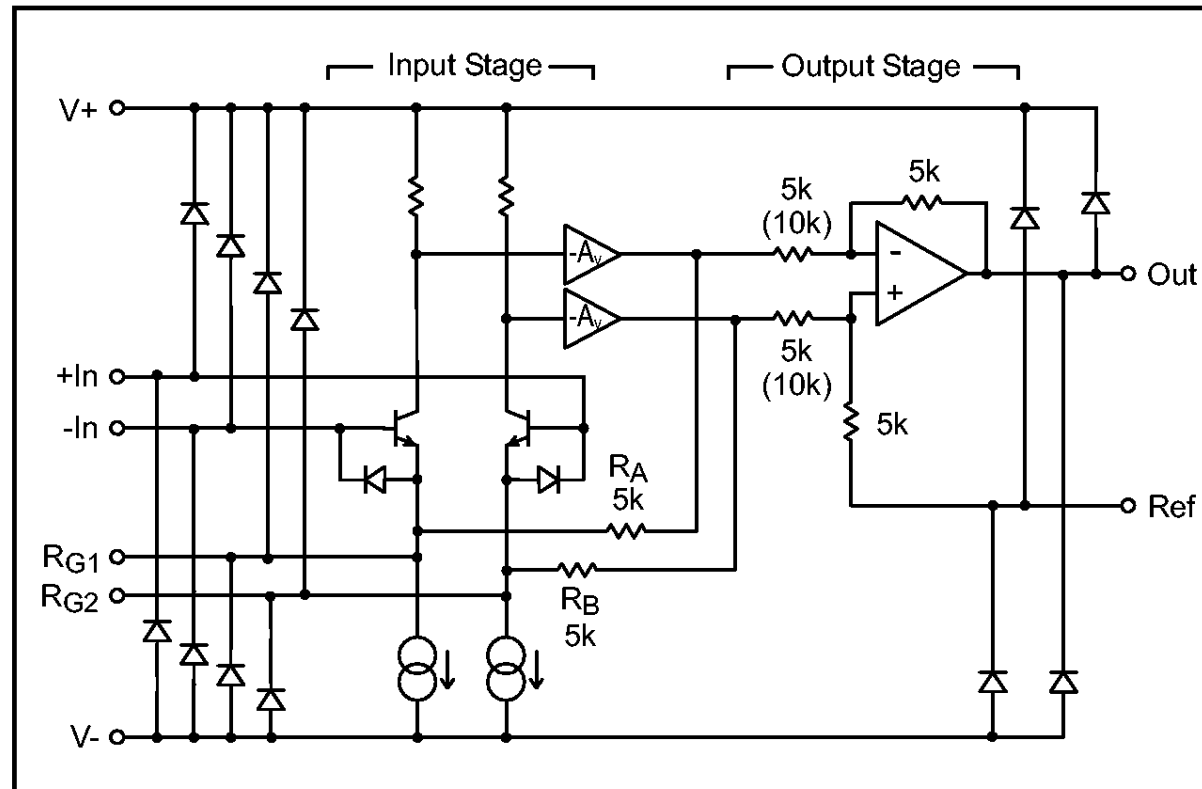 Input Stage
Output Stage
V+
5k
(10k)
5k
-Av
-
Out
-Av
+
5k
(10k)
+In
-In
5k
RA
5k
Ref
RG1
RG2
RB
5k
V-